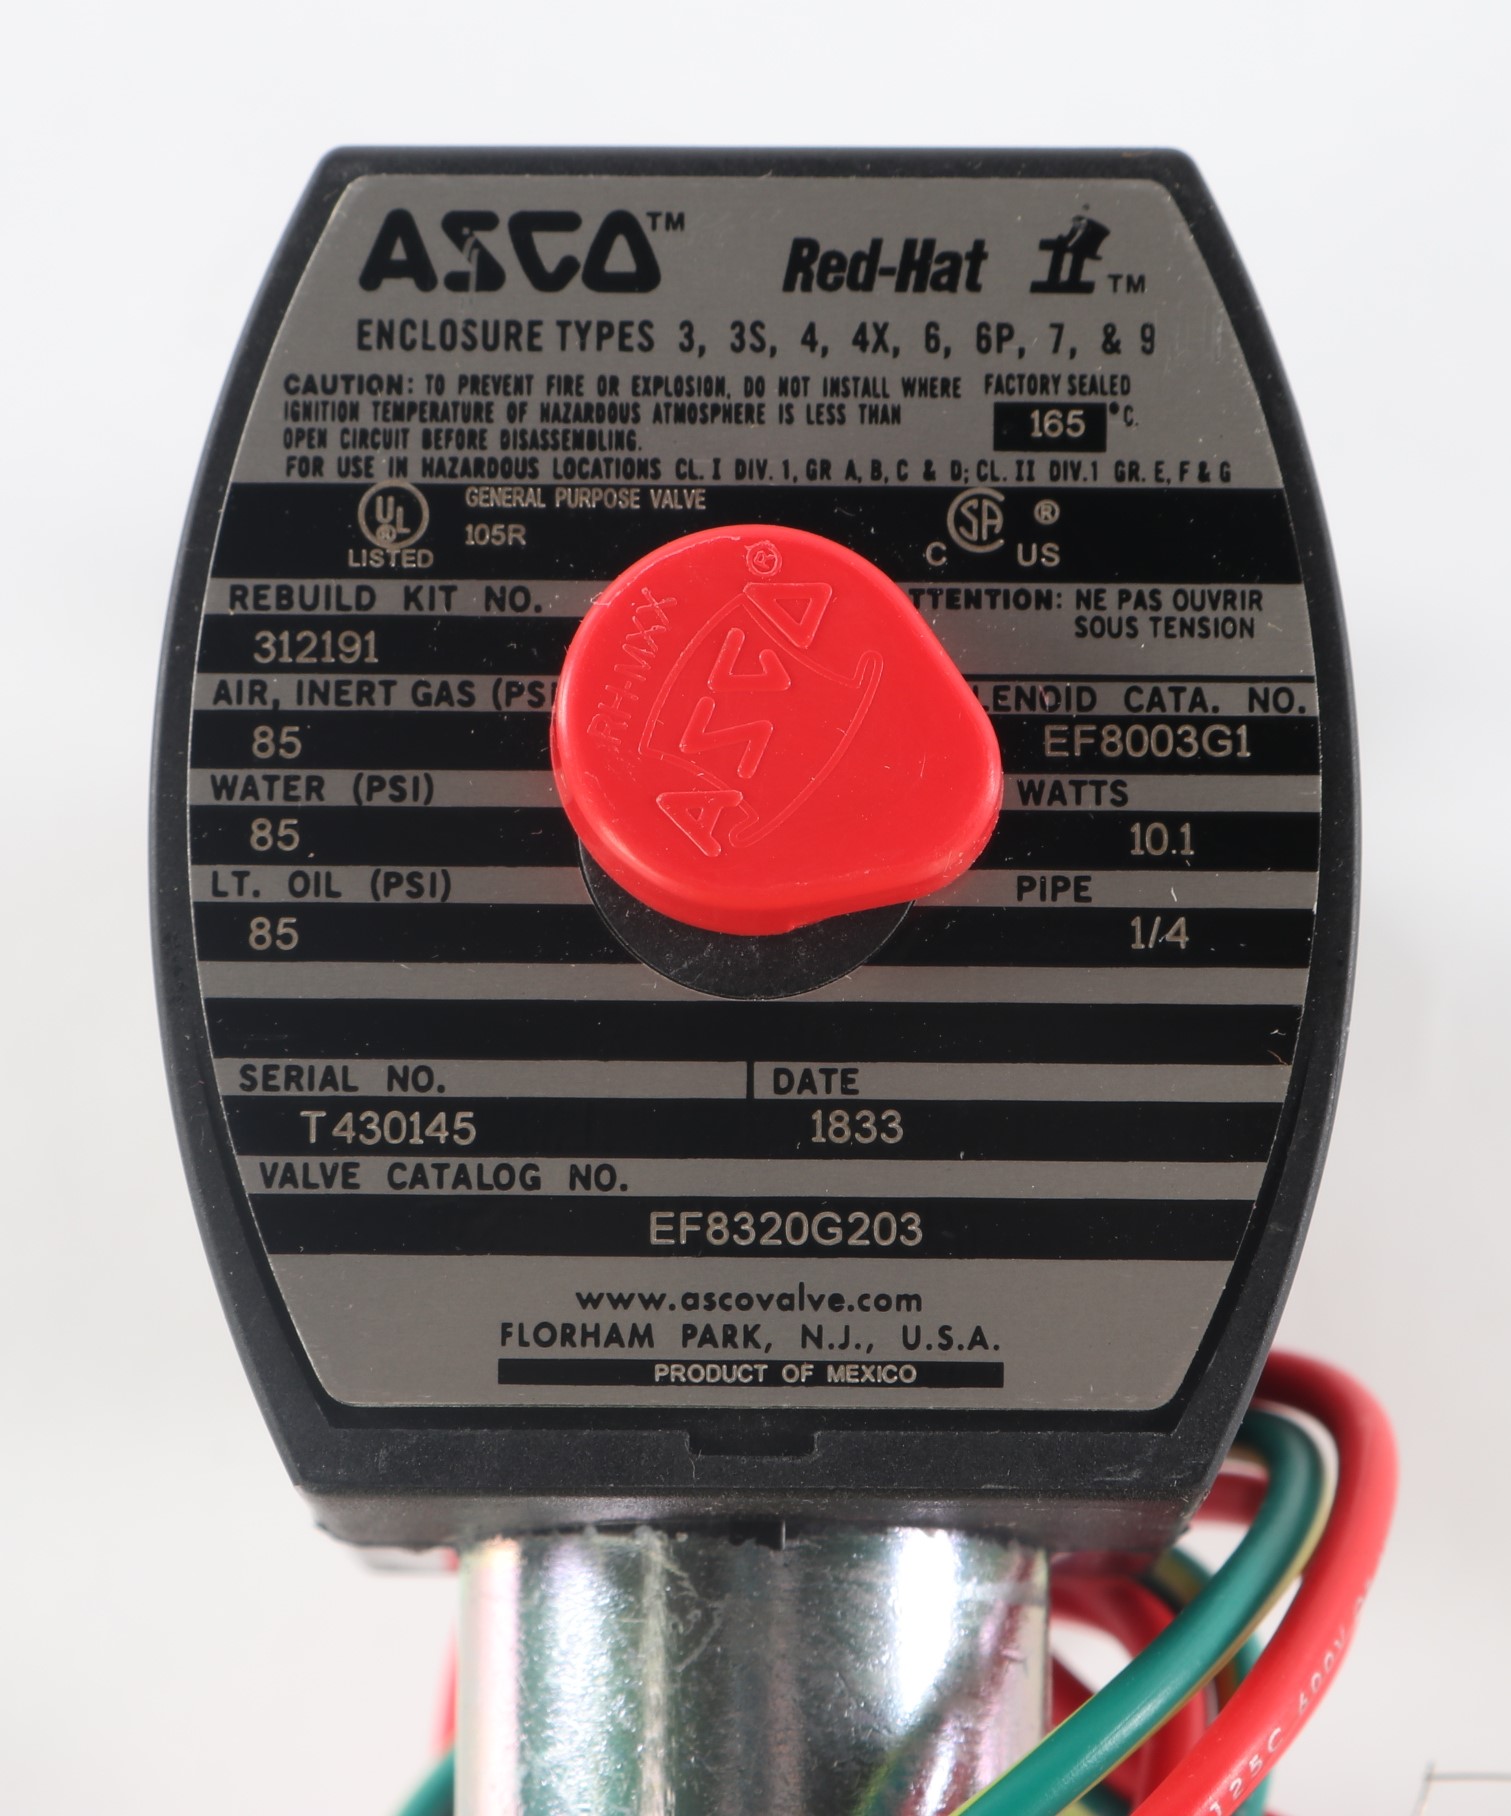 ASCO™ Red-Hat II™
ENCLOSURE TYPES 3, 3S, 4, 4X, 6, 6P, 7, & 9
CAUTION: TO PREVENT FIRE OR EXPLOSION, DO NOT INSTALL WHERE FACTORY SEALED
IGNITION TEMPERATURE OF HAZARDOUS ATMOSPHERE IS LESS THAN 165 °C.
OPEN CIRCUIT BEFORE DISASSEMBLING.
FOR USE IN HAZARDOUS LOCATIONS CL. I DIV. 1, GR A, B, C & D; CL. II DIV.1 GR. E, F & G
UL ® LISTED
GENERAL PURPOSE VALVE
105R
C SA ® US
REBUILD KIT NO.
312191
TTENTION: NE PAS OUVRIR
SOUS TENSION
AIR, INERT GAS (PSI
85
LENOID CATA. NO.
EF8003G1
WATER (PSI)
85
WATTS
10.1
LT. OIL (PSI)
85
PIPE
1/4
ASCO®
SERIAL NO. DATE
T430145 1833
VALVE CATALOG NO.
EF8320G203
www.ascovalve.com
FLORHAM PARK, N.J., U.S.A.
PRODUCT OF MEXICO
125C 600V